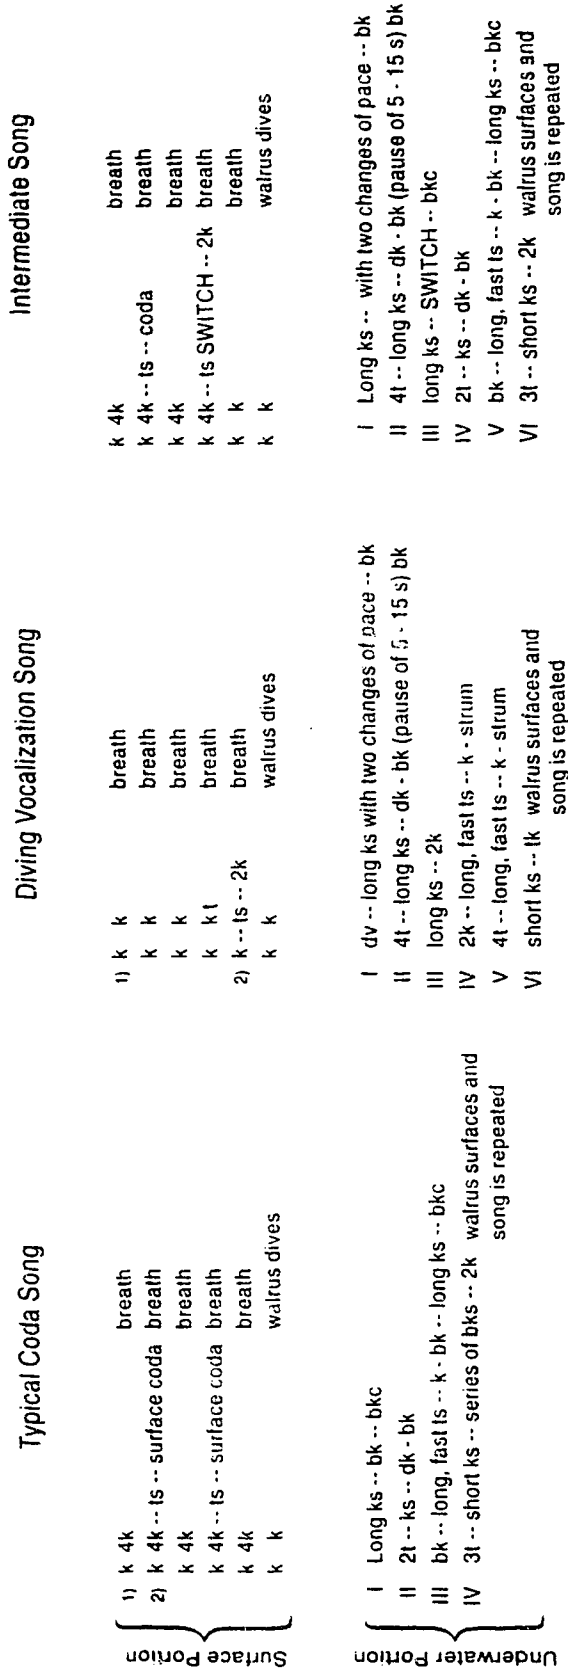 Typical Coda Song
Surface Portion
1) k 4k breath
2) k 4k -- ts -- surface coda breath
k 4k breath
k 4k -- ts -- surface coda breath
k 4k breath
k k walrus dives
Underwater Portion
I Long ks -- bk -- bkc
II 2t -- ks -- dk - bk
III bk -- long, fast ts -- k - bk -- long ks -- bkc
IV 3t -- short ks -- series of bks -- 2k walrus surfaces and
song is repeated
Diving Vocalization Song
1) k k breath
k k breath
k k breath
k kt breath
2) k -- ts -- 2k breath
k k walrus dives
I dv -- long ks with two changes of pace -- bk
II 4t -- long ks -- dk - bk (pause of 5 - 15 s) bk
III long ks -- 2k
IV 2k -- long, fast ts -- k - strum
V 4t -- long, fast ts -- k - strum
VI short ks -- tk walrus surfaces and
song is repeated
Intermediate Song
k 4k breath
k 4k -- ts -- coda breath
k 4k breath
k 4k -- ts SWITCH -- 2k breath
k k breath
k k walrus dives
I Long ks -- with two changes of pace -- bk
II 4t -- long ks -- dk - bk (pause of 5 - 15 s) bk
III long ks -- SWITCH -- bkc
IV 2t -- ks -- dk - bk
V bk -- long, fast ts -- k - bk -- long ks -- bkc
VI 3t -- short ks -- 2k walrus surfaces and
song is repeated